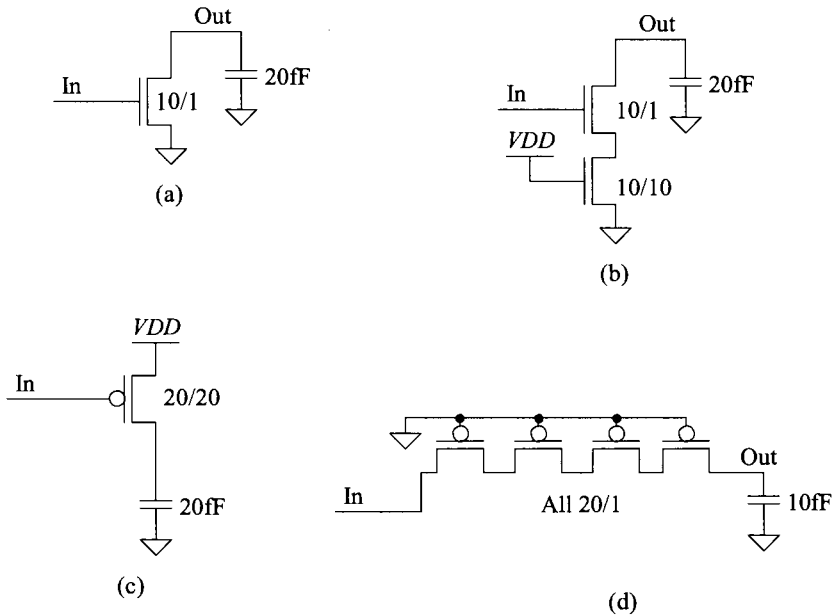 Out
In
10/1
20fF
(a)
Out
In
10/1
20fF
VDD
10/10
(b)
VDD
In
20/20
20fF
(c)
In
All 20/1
Out
10fF
(d)